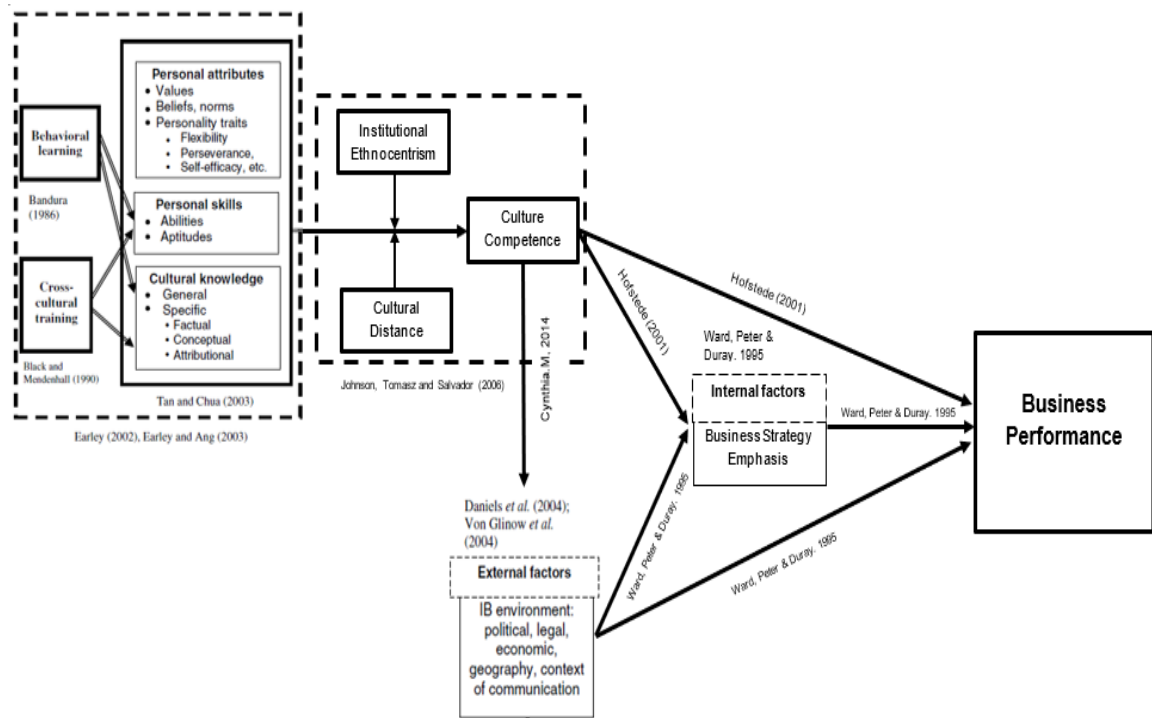 Behavioral
learning
Bandura
(1986)
Cross-
cultural
training
Black and
Mendenhall (1990)
Personal attributes
• Values
• Beliefs, norms
• Personality traits
• Flexibility
• Perseverance,
• Self-efficacy, etc.
Personal skills
• Abilities
• Aptitudes
Cultural knowledge
• General
• Specific
• Factual
• Conceptual
• Attributional
Tan and Chua (2003)
Earley (2002), Earley and Ang (2003)
Institutional
Ethnocentrism
Culture
Competence
Cultural
Distance
Johnson, Tomasz and Salvador (2006)
Cynthia.M, 2014
Hofstede (2001)
Hofstede (2001)
Ward, Peter &
Duray. 1995
Internal factors
Business Strategy
Emphasis
Ward, Peter & Duray. 1995
Business
Performance
Daniels et al. (2004);
Von Glinow et al.
(2004)
External factors
IB environment:
political, legal,
economic,
geography, context
of communication
Ward, Peter & Duray. 1995
Ward, Peter & Duray. 1995